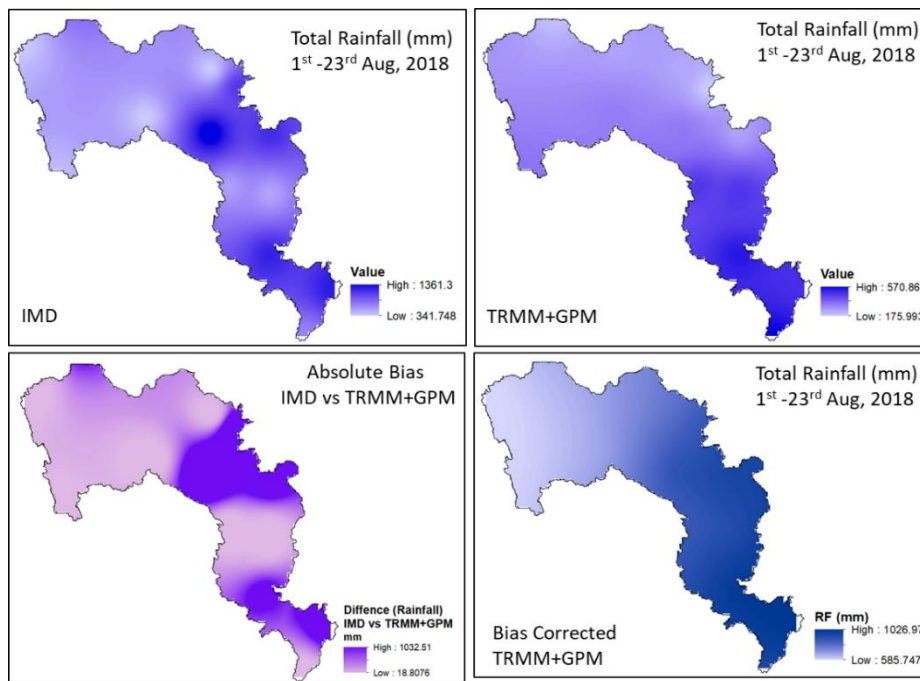 Total Rainfall (mm)
1st -23rd Aug, 2018
Value
High : 1361.3
Low : 341.748
IMD
Total Rainfall (mm)
1st -23rd Aug, 2018
Value
High : 570.86
Low : 175.993
TRMM+GPM
Absolute Bias
IMD vs TRMM+GPM
Diffence (Rainfall)
IMD vs TRMM+GPM
mm
High : 1032.51
Low : 18.8076
Total Rainfall (mm)
1st -23rd Aug, 2018
RF (mm)
High : 1026.97
Low : 585.747
Bias Corrected
TRMM+GPM